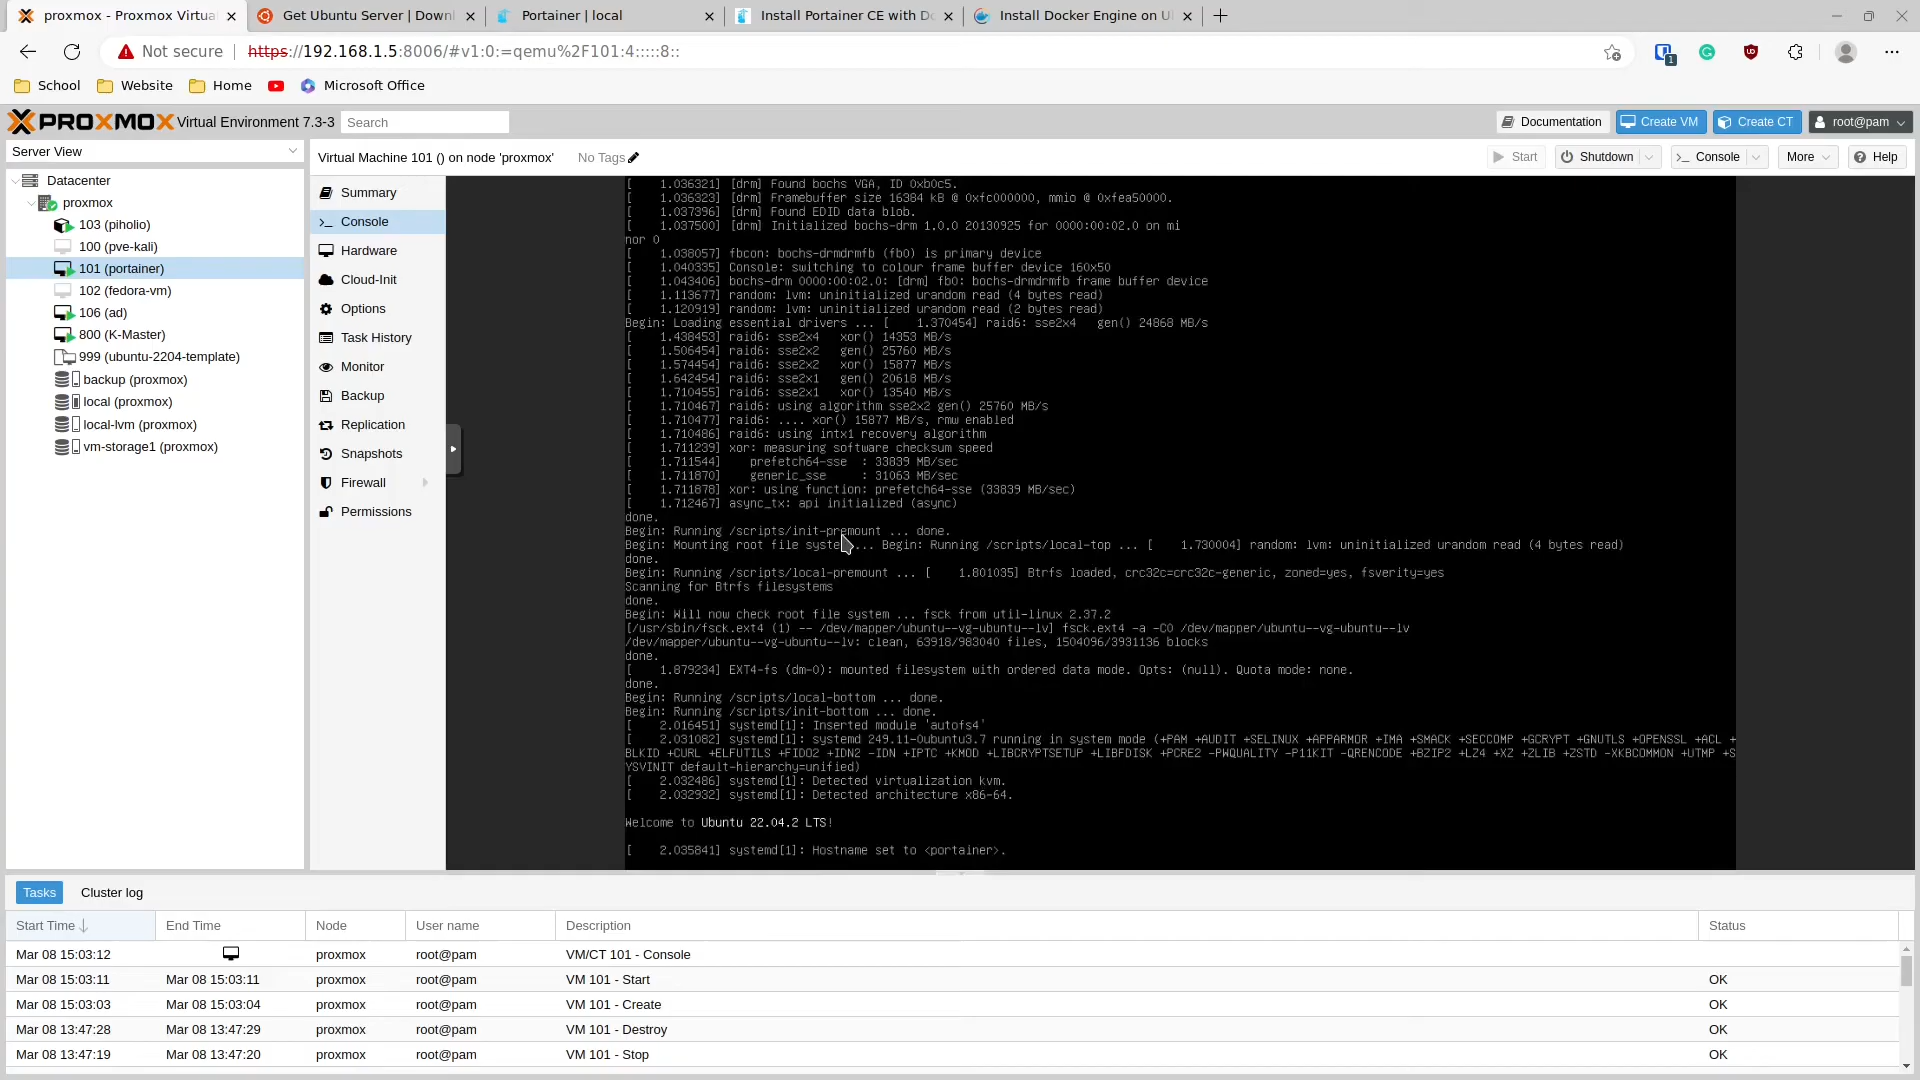 proxmox - Proxmox Virtua
Get Ubuntu Server | Downl
Portainer | local
Install Portainer CE with Do
Install Docker Engine on U
Not secure
https://192.168.1.5:8006/#v1:0:=qemu%2F101:4:::::8::
1
School
Website
Home
Microsoft Office
PROXMOX Virtual Environment 7.3-3
Search
Documentation
Create VM
Create CT
root@pam
Server View
Virtual Machine 101 () on node 'proxmox'
No Tags
Start
Shutdown
Console
More
Help
Datacenter
proxmox
103 (piholio)
100 (pve-kali)
101 (portainer)
102 (fedora-vm)
106 (ad)
800 (K-Master)
999 (ubuntu-2204-template)
backup (proxmox)
local (proxmox)
local-lvm (proxmox)
vm-storage1 (proxmox)
Summary
Console
Hardware
Cloud-Init
Options
Task History
Monitor
Backup
Replication
Snapshots
Firewall
Permissions
[    1.036321] [drm] Found bochs VGA, ID 0xb0c5.
[    1.036323] [drm] Framebuffer size 16384 kB @ 0xfc000000, mmio @ 0xfea50000.
[    1.037396] [drm] Found EDID data blob.
[    1.037500] [drm] Initialized bochs-drm 1.0.0 20130925 for 0000:00:02.0 on mi
nor 0
[    1.038057] fbcon: bochs-drmdrmfb (fb0) is primary device
[    1.040335] Console: switching to colour frame buffer device 160x50
[    1.043406] bochs-drm 0000:00:02.0: [drm] fb0: bochs-drmdrmfb frame buffer device
[    1.113677] random: lvm: uninitialized urandom read (4 bytes read)
[    1.120919] random: lvm: uninitialized urandom read (2 bytes read)
Begin: Loading essential drivers ... [    1.370454] raid6: sse2x4   gen() 24868 MB/s
[    1.438453] raid6: sse2x4   xor() 14353 MB/s
[    1.506454] raid6: sse2x2   gen() 25760 MB/s
[    1.574454] raid6: sse2x2   xor() 15877 MB/s
[    1.642454] raid6: sse2x1   gen() 20618 MB/s
[    1.710455] raid6: sse2x1   xor() 13540 MB/s
[    1.710467] raid6: using algorithm sse2x2 gen() 25760 MB/s
[    1.710477] raid6: .... xor() 15877 MB/s, rmw enabled
[    1.710486] raid6: using intx1 recovery algorithm
[    1.711239] xor: measuring software checksum speed
[    1.711544]    prefetch64-sse  : 33839 MB/sec
[    1.711870]    generic_sse     : 31063 MB/sec
[    1.711878] xor: using function: prefetch64-sse (33839 MB/sec)
[    1.712467] async_tx: api initialized (async)
done.
Begin: Running /scripts/init-premount ... done.
Begin: Mounting root file system ... Begin: Running /scripts/local-top ... [    1.730004] random: lvm: uninitialized urandom read (4 bytes read)
done.
Begin: Running /scripts/local-premount ... [    1.801035] Btrfs loaded, crc32c=crc32c-generic, zoned=yes, fsverity=yes
Scanning for Btrfs filesystems
done.
Begin: Will now check root file system ... fsck from util-linux 2.37.2
[/usr/sbin/fsck.ext4 (1) -- /dev/mapper/ubuntu--vg-ubuntu--lv] fsck.ext4 -a -C0 /dev/mapper/ubuntu--vg-ubuntu--lv
/dev/mapper/ubuntu--vg-ubuntu--lv: clean, 63918/983040 files, 1504096/3931136 blocks
done.
[    1.879234] EXT4-fs (dm-0): mounted filesystem with ordered data mode. Opts: (null). Quota mode: none.
done.
Begin: Running /scripts/local-bottom ... done.
Begin: Running /scripts/init-bottom ... done.
[    2.016451] systemd[1]: Inserted module 'autofs4'
[    2.031082] systemd[1]: systemd 249.11-0ubuntu3.7 running in system mode (+PAM +AUDIT +SELINUX +APPARMOR +IMA +SMACK +SECCOMP +GCRYPT +GNUTLS +OPENSSL +ACL +
BLKID +CURL +ELFUTILS +FIDO2 +IDN2 -IDN +IPTC +KMOD +LIBCRYPTSETUP +LIBFDISK +PCRE2 -PWQUALITY -P11KIT -QRENCODE +BZIP2 +LZ4 +XZ +ZLIB +ZSTD -XKBCOMMON +UTMP +S
YSVINIT default-hierarchy=unified)
[    2.032486] systemd[1]: Detected virtualization kvm.
[    2.032932] systemd[1]: Detected architecture x86-64.
Welcome to Ubuntu 22.04.2 LTS!
[    2.035841] systemd[1]: Hostname set to <portainer>.
Tasks
Cluster log
Start Time
End Time
Node
User name
Description
Status
Mar 08 15:03:12
proxmox
root@pam
VM/CT 101 - Console
Mar 08 15:03:11
Mar 08 15:03:11
proxmox
root@pam
VM 101 - Start
OK
Mar 08 15:03:03
Mar 08 15:03:04
proxmox
root@pam
VM 101 - Create
OK
Mar 08 13:47:28
Mar 08 13:47:29
proxmox
root@pam
VM 101 - Destroy
OK
Mar 08 13:47:19
Mar 08 13:47:20
proxmox
root@pam
VM 101 - Stop
OK